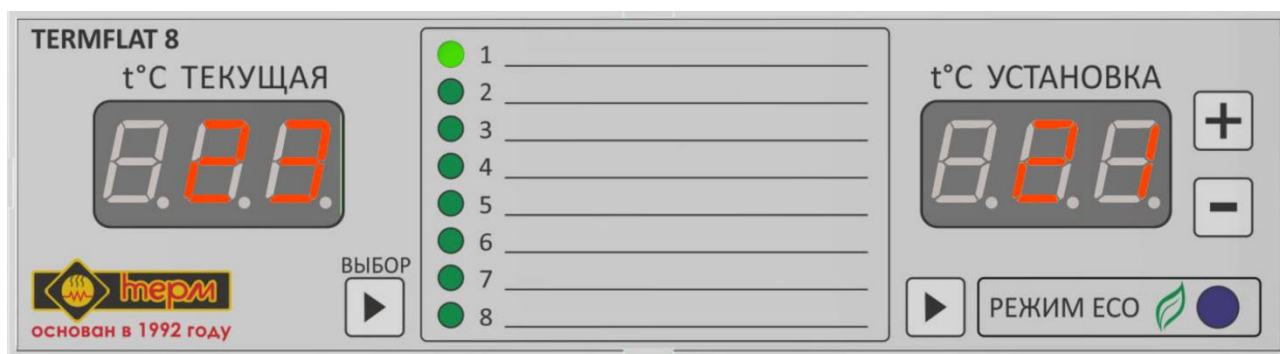 TERMFLAT 8
t°C ТЕКУЩАЯ
23
ВЫБОР
терм
основан в 1992 году
1
2
3
4
5
6
7
8
t°C УСТАНОВКА
21
+
-
РЕЖИМ ECO